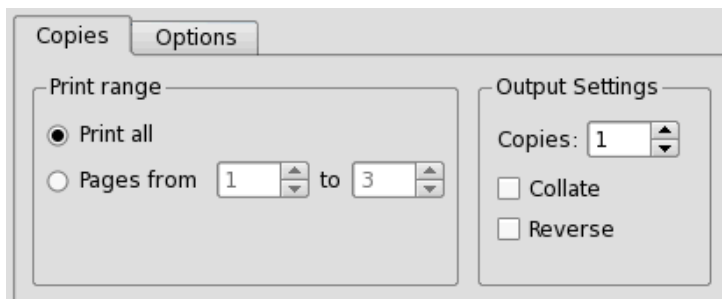 Copies Options
Print range
Print all
Pages from 1 to 3
Output Settings
Copies: 1
Collate
Reverse